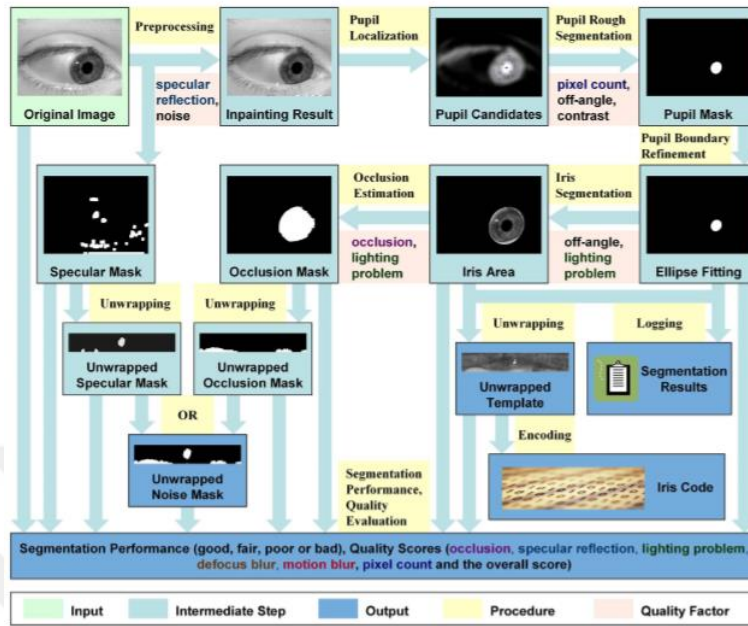 Preprocessing
Pupil
Localization
Pupil Rough
Segmentation
Original Image
specular
reflection,
noise
Inpainting Result
Pupil Candidates
pixel count,
off-angle,
contrast
Pupil Mask
Pupil Boundary
Refinement
Occlusion
Estimation
Iris
Segmentation
Specular Mask
Occlusion Mask
occlusion,
lighting
problem
Iris Area
off-angle,
lighting
problem
Ellipse Fitting
Unwrapping
Unwrapping
Unwrapping
Logging
Unwrapped
Specular Mask
Unwrapped
Occlusion Mask
Unwrapped
Template
Segmentation
Results
OR
Encoding
Unwrapped
Noise Mask
Segmentation
Performance,
Quality
Evaluation
Iris Code
Segmentation Performance (good, fair, poor or bad), Quality Scores (occlusion, specular reflection, lighting problem,
defocus blur, motion blur, pixel count and the overall score)
Input
Intermediate Step
Output
Procedure
Quality Factor